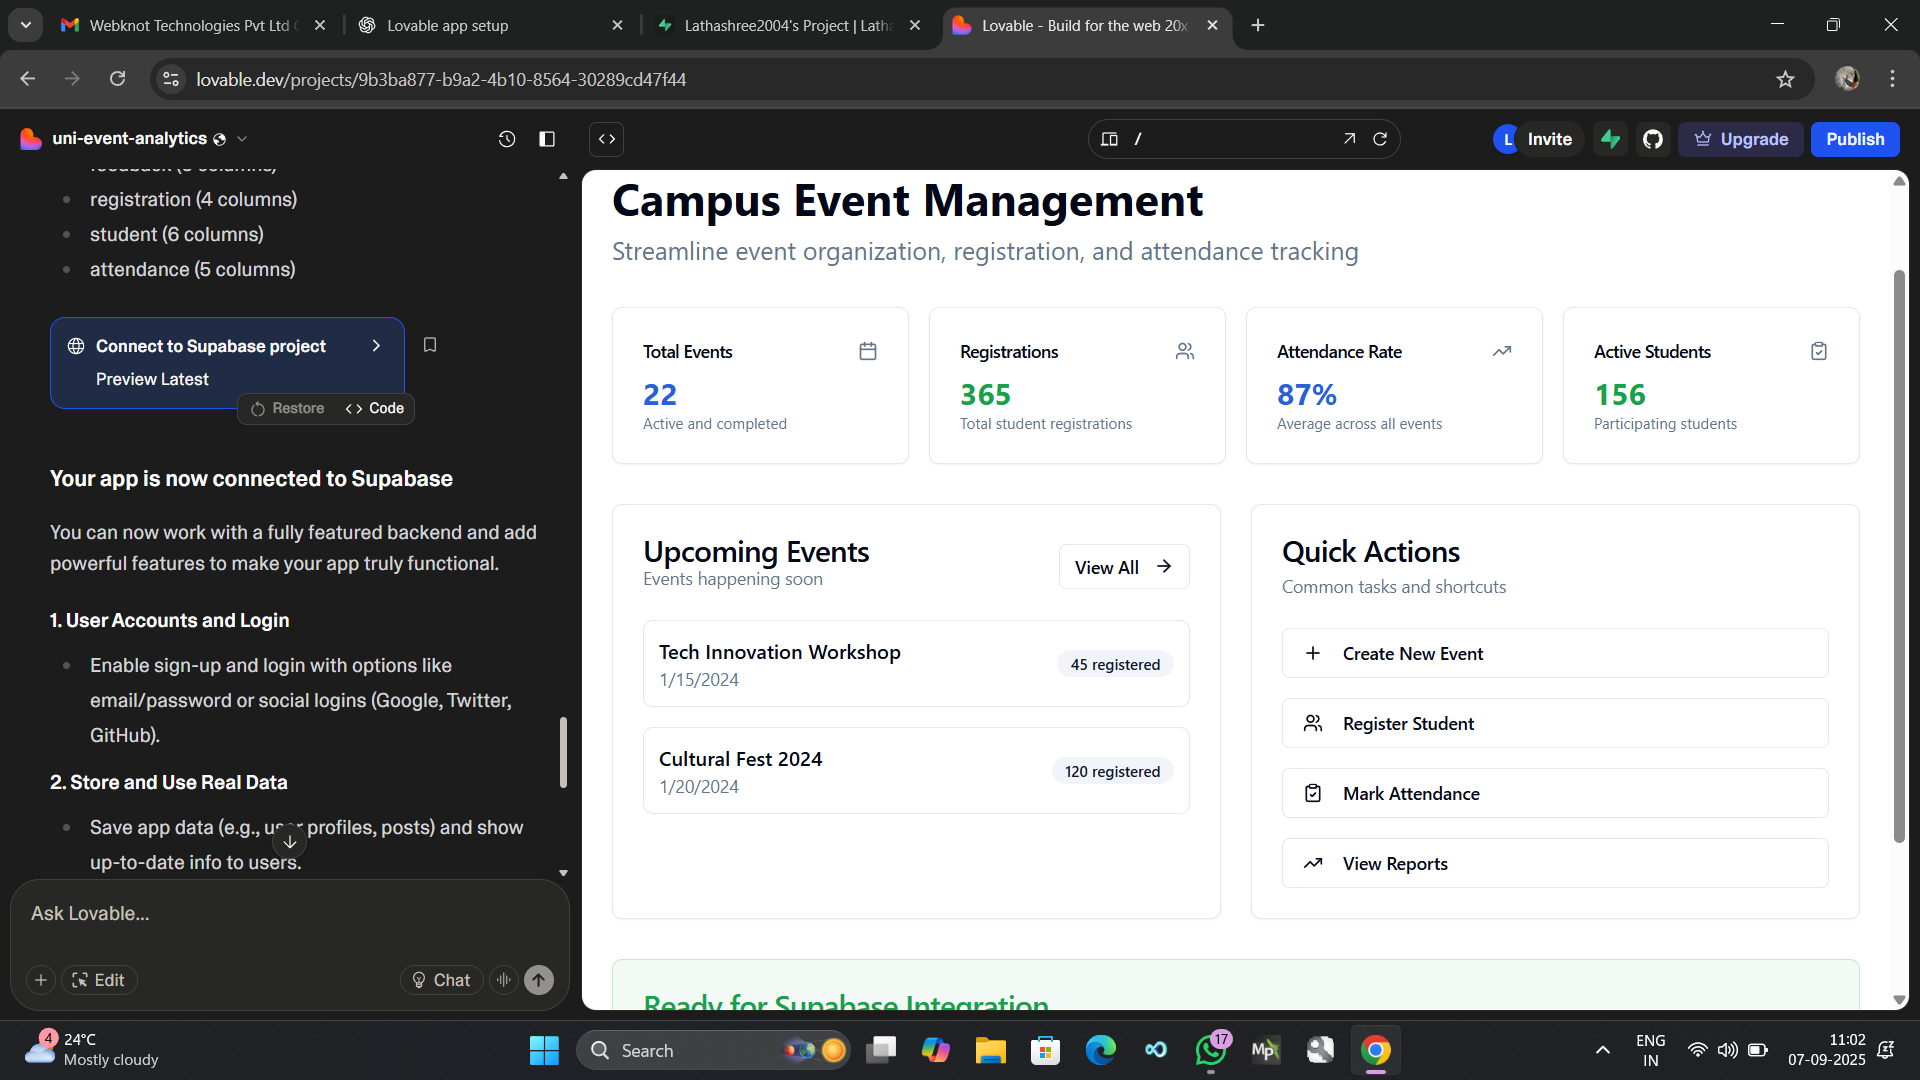 Webknot Technologies Pvt Ltd
Lovable app setup
Lathashree2004's Project | Latha
Lovable - Build for the web 20x
lovable.dev/projects/9b3ba877-b9a2-4b10-8564-30289cd47f44
uni-event-analytics
/
L
Invite
Upgrade
Publish
registration (4 columns)
student (6 columns)
attendance (5 columns)
Connect to Supabase project
Preview Latest
Restore
Code
Your app is now connected to Supabase
You can now work with a fully featured backend and add
powerful features to make your app truly functional.
1. User Accounts and Login
Enable sign-up and login with options like
email/password or social logins (Google, Twitter,
GitHub).
2. Store and Use Real Data
Save app data (e.g., user profiles, posts) and show
up-to-date info to users.
Ask Lovable...
Edit
Chat
Campus Event Management
Streamline event organization, registration, and attendance tracking
Total Events
22
Active and completed
Registrations
365
Total student registrations
Attendance Rate
87%
Average across all events
Active Students
156
Participating students
Upcoming Events
Events happening soon
View All
Tech Innovation Workshop
1/15/2024
45 registered
Cultural Fest 2024
1/20/2024
120 registered
Quick Actions
Common tasks and shortcuts
Create New Event
Register Student
Mark Attendance
View Reports
Ready for Supabase Integration
4
24°C
Mostly cloudy
Search
17
ENG
IN
11:02
07-09-2025